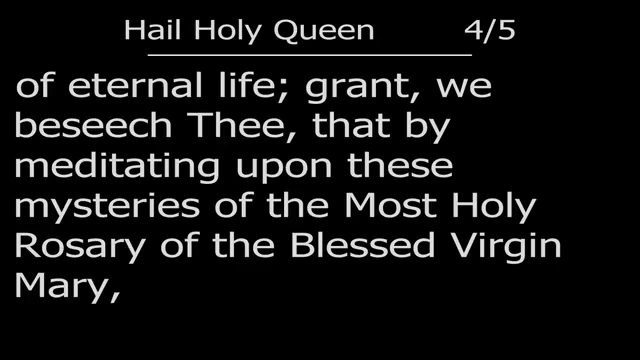 Hail Holy Queen 4/5
of eternal life; grant, we
beseech Thee, that by
meditating upon these
mysteries of the Most Holy
Rosary of the Blessed Virgin
Mary,